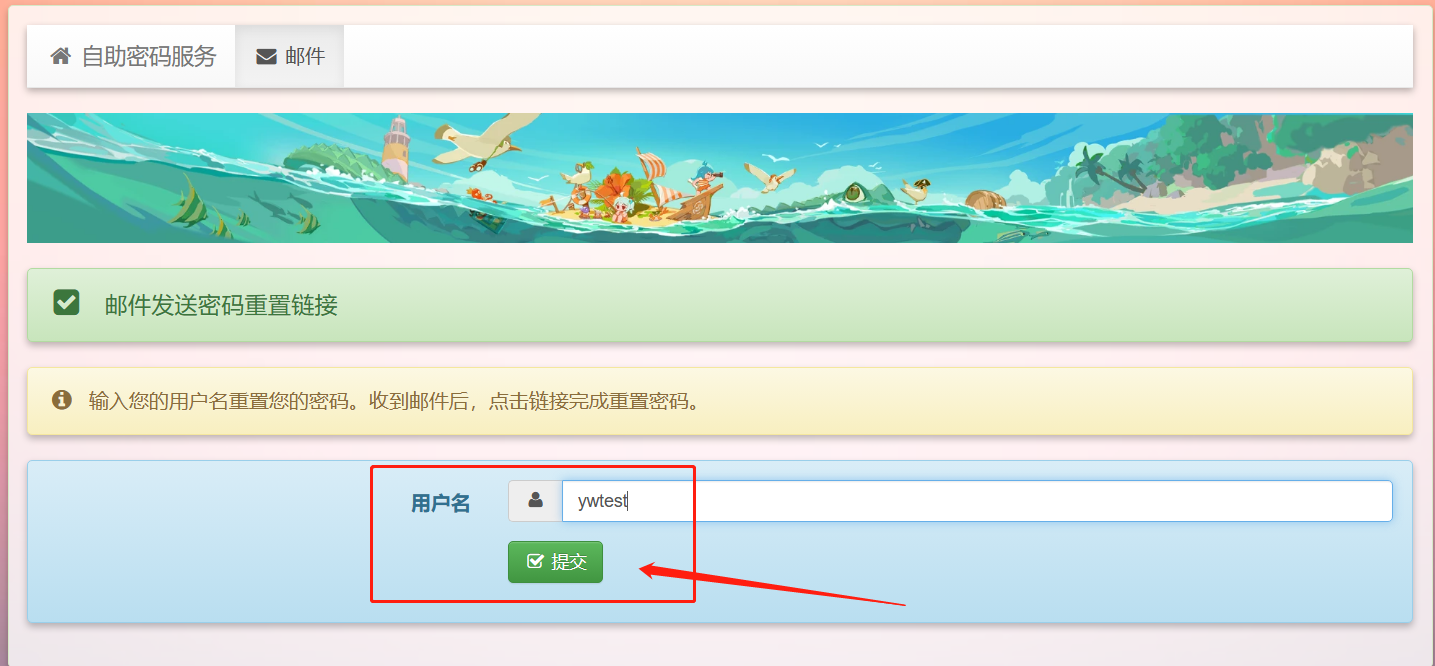 自助密码服务 邮件
邮件发送密码重置链接
输入您的用户名重置您的密码。收到邮件后，点击链接完成重置密码。
用户名 ywtest
提交